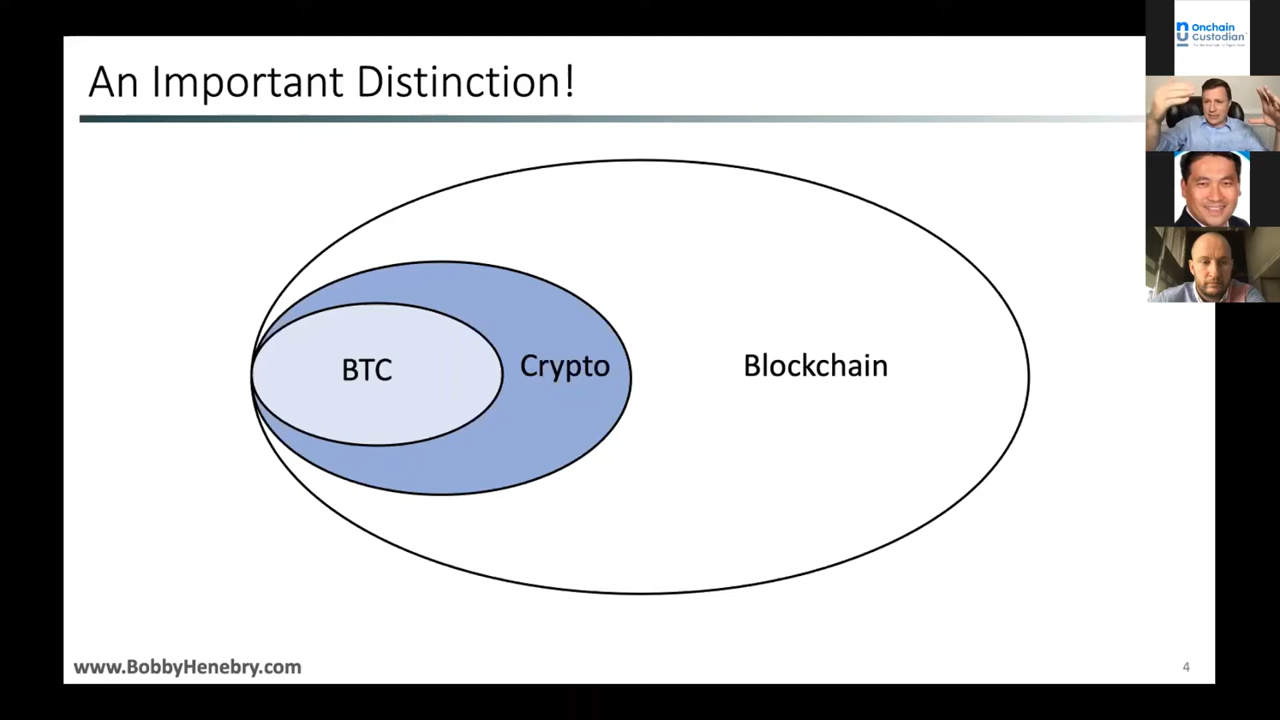 An Important Distinction!
Onchain
Custodian
BTC
Crypto
Blockchain
www.BobbyHenebry.com
4